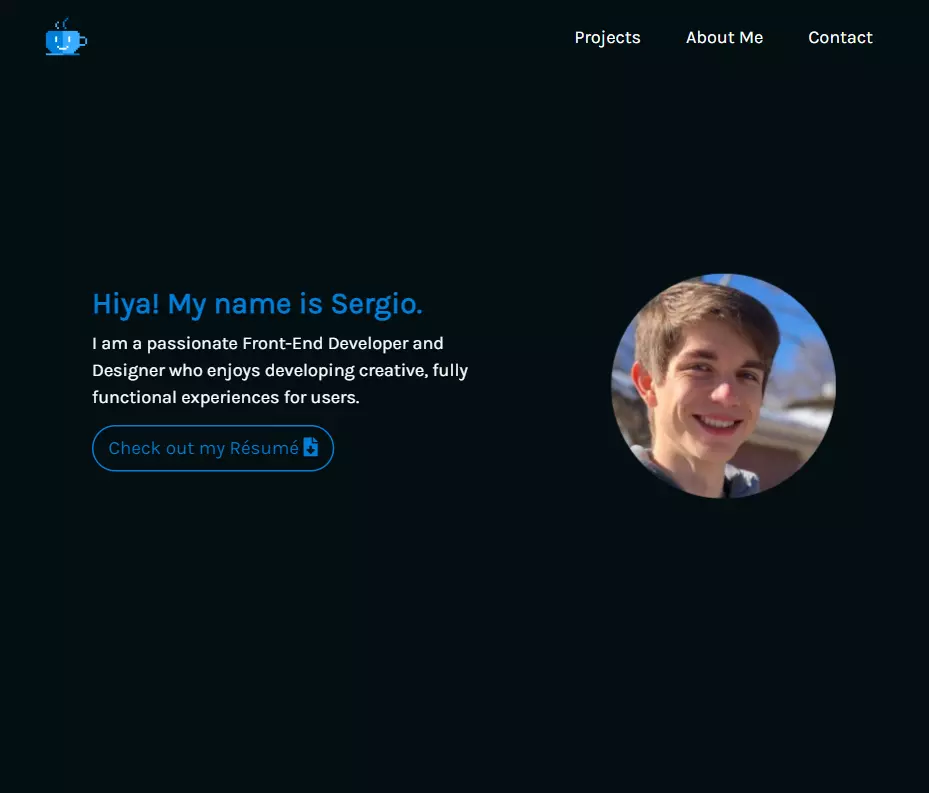 Projects About Me Contact
Hiya! My name is Sergio.
I am a passionate Front-End Developer and
Designer who enjoys developing creative, fully
functional experiences for users.
Check out my Résumé